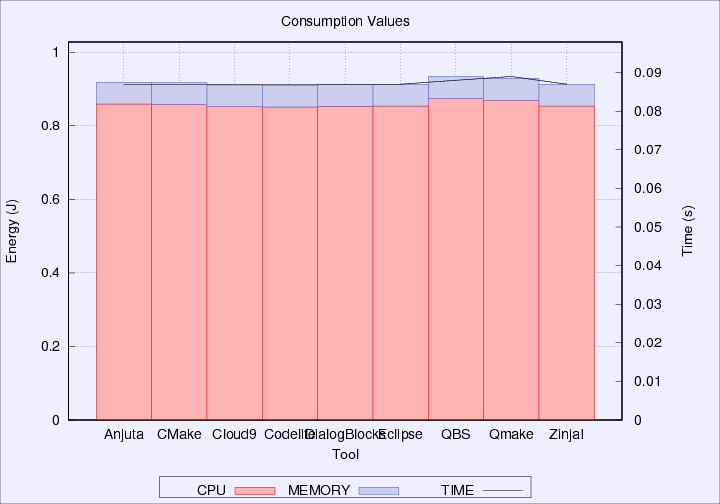 Consumption Values
1
0.8
0.6
0.4
0.2
0
Energy (J)
0.09
0.08
0.07
0.06
0.05
0.04
0.03
0.02
0.01
0
Time (s)
Anjuta CMake Cloud9 Codelite DialogBlocks Eclipse QBS Qmake ZinjaI
Tool
CPU MEMORY TIME